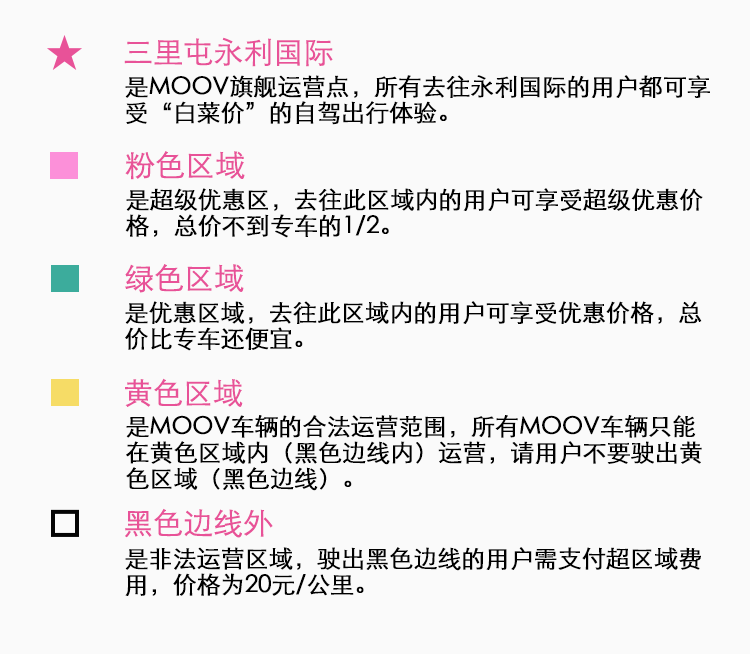 三里屯永利国际
是MOOV旗舰运营点，所有去往永利国际的用户都可享
受“白菜价”的自驾出行体验。
粉色区域
是超级优惠区，去往此区域内的用户可享受超级优惠价
格，总价不到专车的1/2。
绿色区域
是优惠区域，去往此区域内的用户可享受优惠价格，总
价比专车还便宜。
黄色区域
是MOOV车辆的合法运营范围，所有MOOV车辆只能
在黄色区域内（黑色边线内）运营，请用户不要驶出黄
色区域（黑色边线）。
黑色边线外
是非法运营区域，驶出黑色边线的用户需支付超区域费
用，价格为20元/公里。